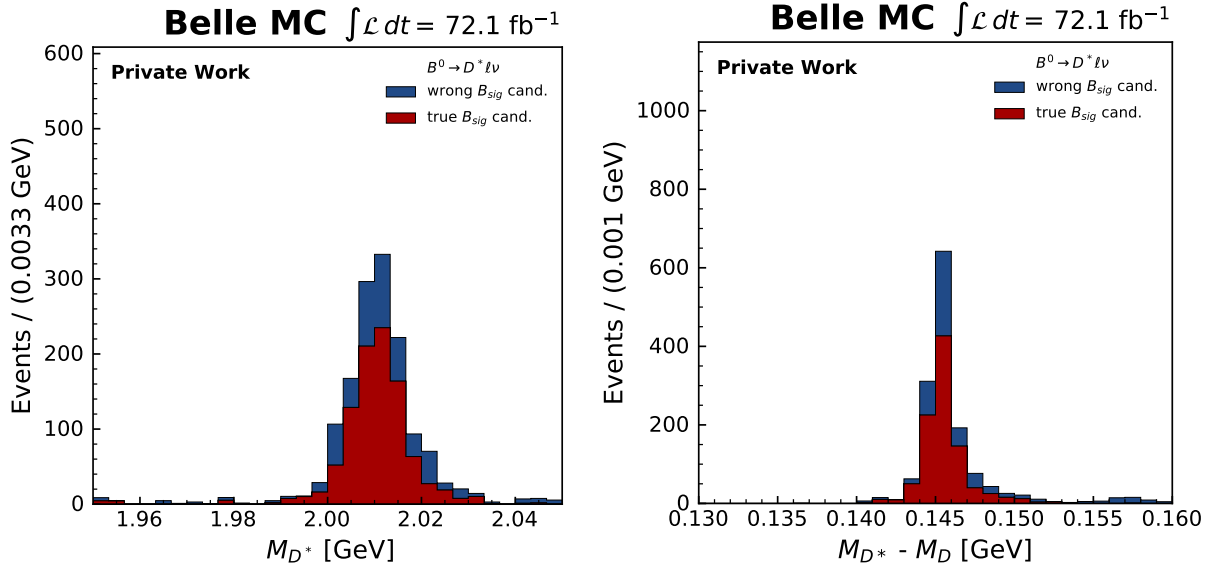 Belle MC ∫ℒ dt = 72.1 fb⁻¹
Private Work
B⁰ → D*ℓν
wrong B_sig cand.
true B_sig cand.
Events / (0.0033 GeV)
600
500
400
300
200
100
0
1.96 1.98 2.00 2.02 2.04
M_D* [GeV]
Belle MC ∫ℒ dt = 72.1 fb⁻¹
Private Work
B⁰ → D*ℓν
wrong B_sig cand.
true B_sig cand.
Events / (0.001 GeV)
1000
800
600
400
200
0
0.130 0.135 0.140 0.145 0.150 0.155 0.160
M_D* - M_D [GeV]